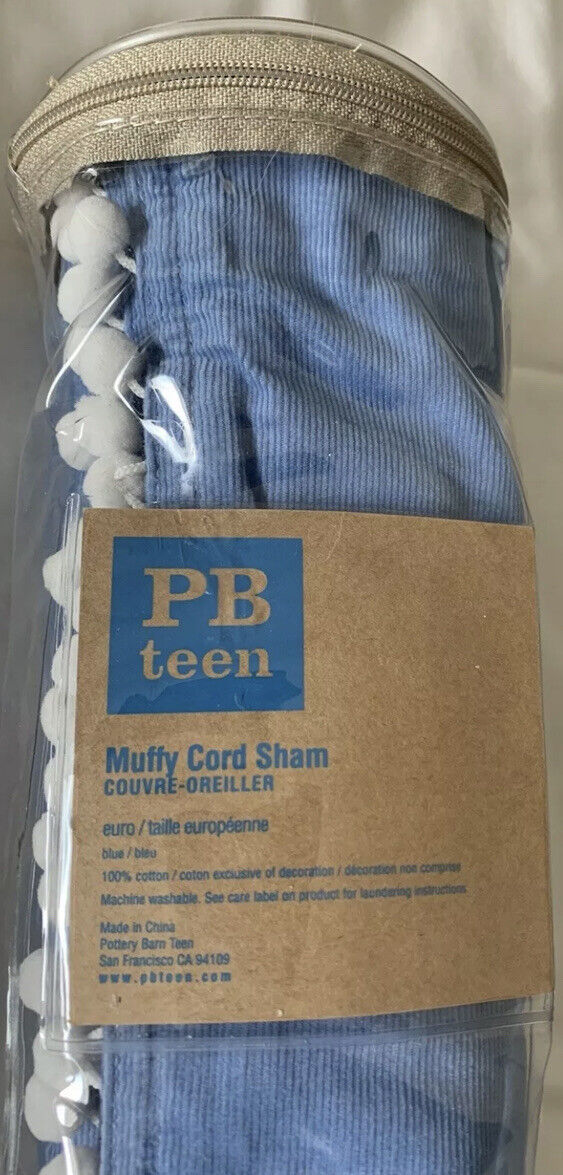 PB
teen
Muffy Cord Sham
COUVRE-OREILLER
euro / taille européenne
blue / bleu
100% cotton / coton exclusive of decoration / décoration non comprise
Machine washable. See care label on product for laundering instructions
Made in China
Pottery Barn Teen
San Francisco CA 94109
www.pbteen.com